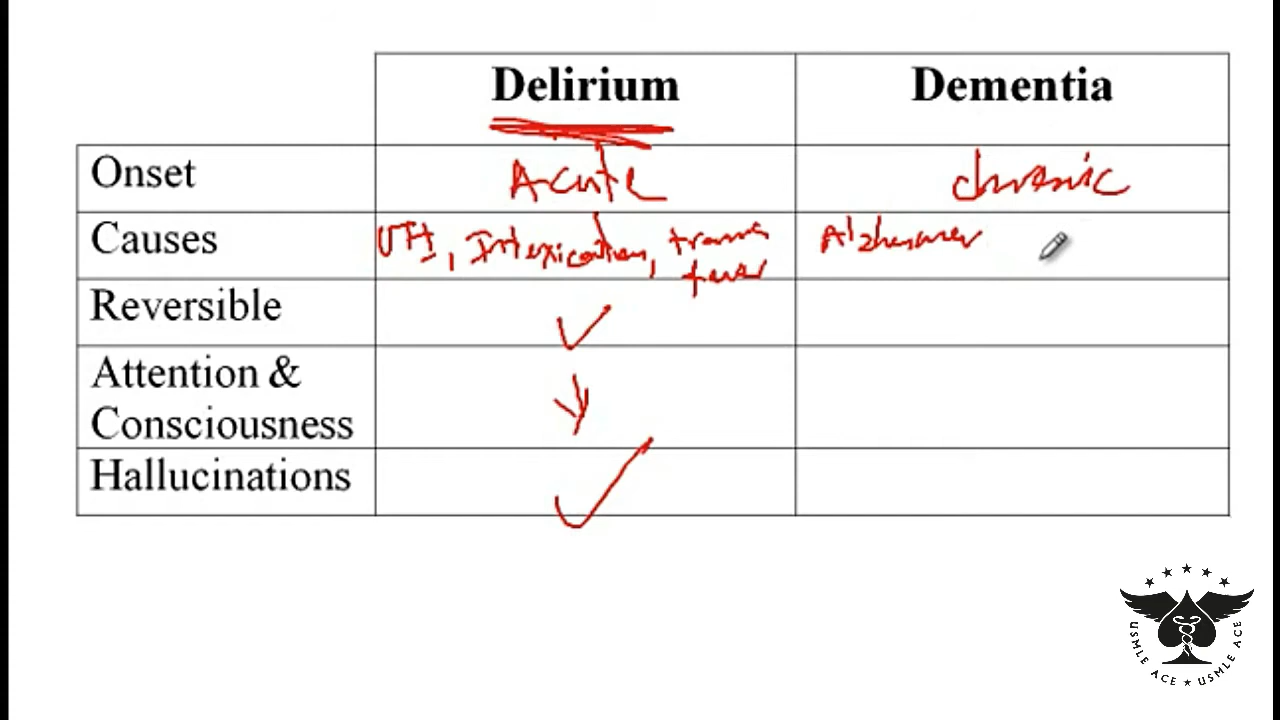 Delirium Dementia
Onset Acute chronic
Causes UTI, Intoxication, trauma Alzheimer
fever
Reversible ✓
Attention & ↓
Consciousness
Hallucinations ✓
USMLE ACE ★ USMLE ACE